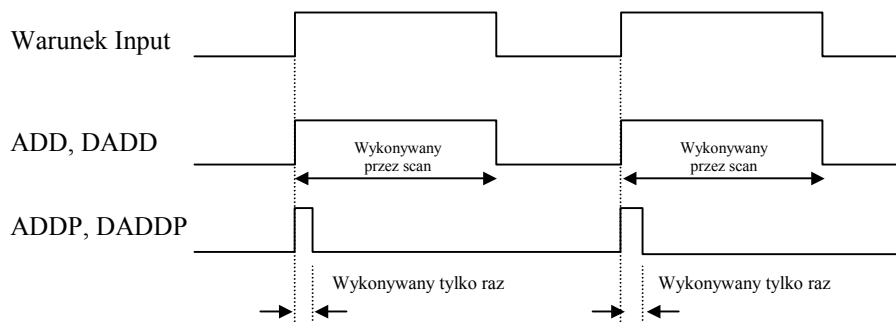 Warunek Input
ADD, DADD
Wykonywany
przez scan
Wykonywany
przez scan
ADDP, DADDP
Wykonywany tylko raz
Wykonywany tylko raz